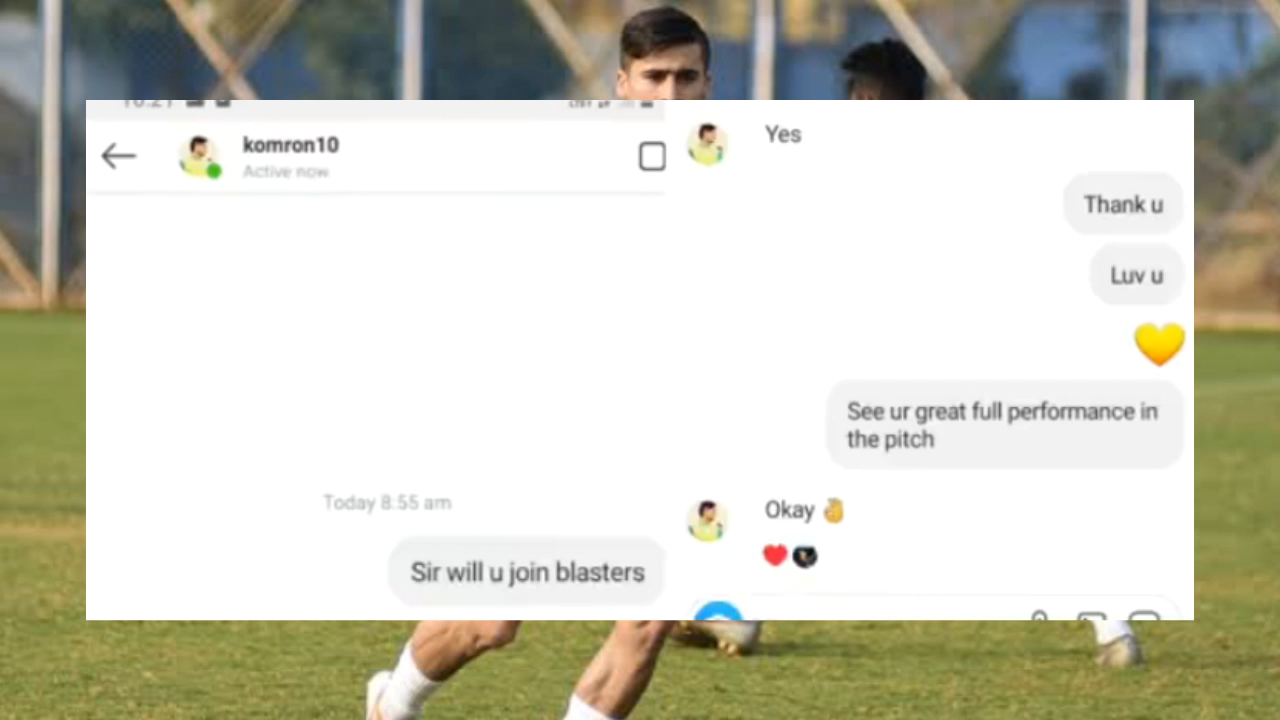 komron10
Active now
Today 8:55 am
Sir will u join blasters
Yes
Thank u
Luv u
See ur great full performance in
the pitch
Okay